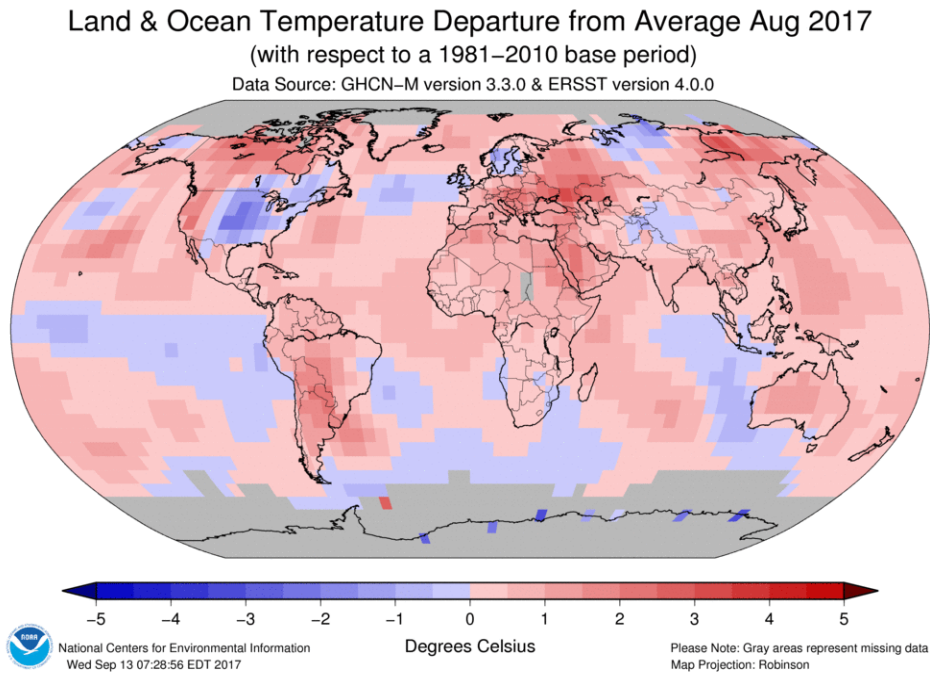 Land & Ocean Temperature Departure from Average Aug 2017
(with respect to a 1981–2010 base period)
Data Source: GHCN–M version 3.3.0 & ERSST version 4.0.0
−5 −4 −3 −2 −1 0 1 2 3 4 5
Degrees Celsius
NOAA
National Centers for Environmental Information
Wed Sep 13 07:28:56 EDT 2017
Please Note: Gray areas represent missing data
Map Projection: Robinson